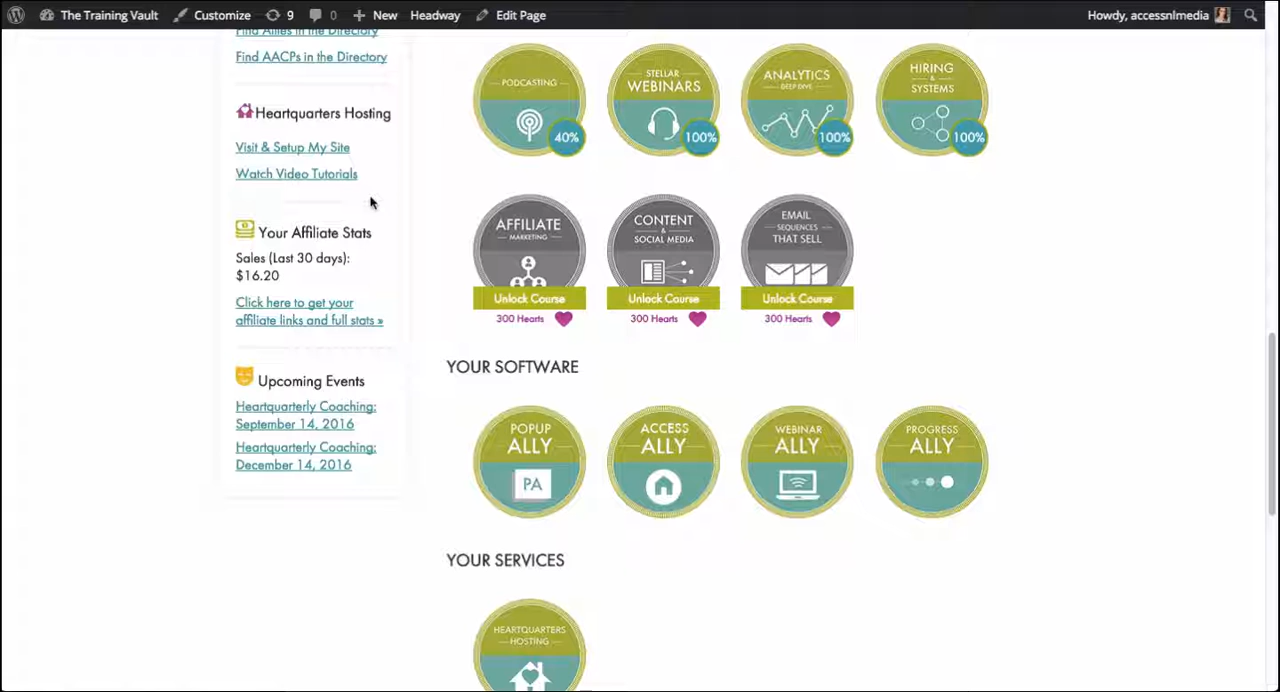 The Training Vault
Customize
9
0
New
Headway
Edit Page
Howdy, accessnlmedia
Find Allies in the Directory
Find AACPs in the Directory
Heartquarters Hosting
Visit & Setup My Site
Watch Video Tutorials
Your Affiliate Stats
Sales (Last 30 days):
$16.20
Click here to get your
affiliate links and full stats »
Upcoming Events
Heartquarterly Coaching:
September 14, 2016
Heartquarterly Coaching:
December 14, 2016
PODCASTING
40%
STELLAR
WEBINARS
100%
ANALYTICS
DEEP DIVE
100%
HIRING
&
SYSTEMS
100%
AFFILIATE
MARKETING
Unlock Course
300 Hearts
CONTENT
&
SOCIAL MEDIA
Unlock Course
300 Hearts
EMAIL
SEQUENCES
THAT SELL
Unlock Course
300 Hearts
YOUR SOFTWARE
POPUP
ALLY
PA
ACCESS
ALLY
WEBINAR
ALLY
PROGRESS
ALLY
YOUR SERVICES
HEARTQUARTERS
HOSTING